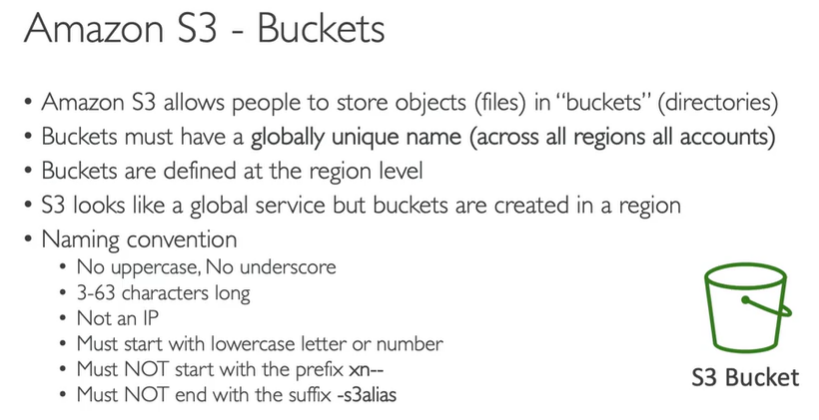 Amazon S3 - Buckets
• Amazon S3 allows people to store objects (files) in “buckets” (directories)
• Buckets must have a globally unique name (across all regions all accounts)
• Buckets are defined at the region level
• S3 looks like a global service but buckets are created in a region
• Naming convention
• No uppercase, No underscore
• 3-63 characters long
• Not an IP
• Must start with lowercase letter or number
• Must NOT start with the prefix xn--
• Must NOT end with the suffix -s3alias
S3 Bucket